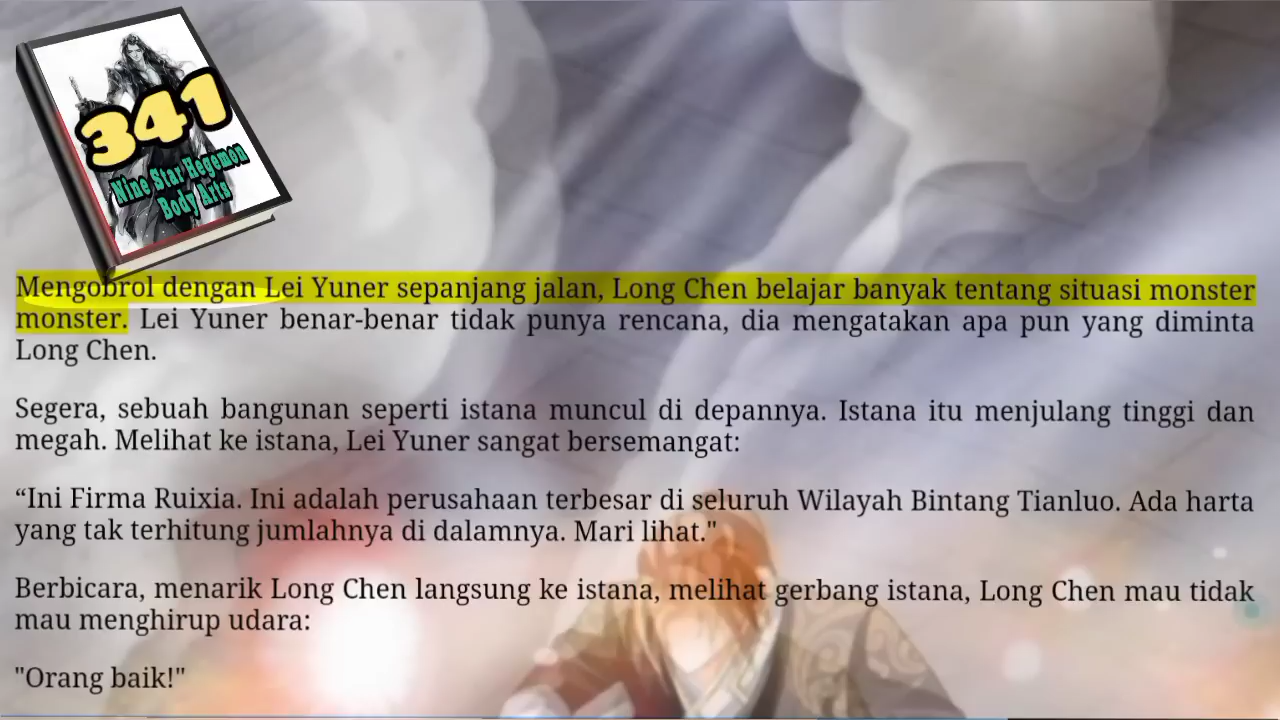 341
Nine Star Hegemon
Body Arts
Mengobrol dengan Lei Yuner sepanjang jalan, Long Chen belajar banyak tentang situasi monster
monster. Lei Yuner benar-benar tidak punya rencana, dia mengatakan apa pun yang diminta
Long Chen.
Segera, sebuah bangunan seperti istana muncul di depannya. Istana itu menjulang tinggi dan
megah. Melihat ke istana, Lei Yuner sangat bersemangat:
“Ini Firma Ruixia. Ini adalah perusahaan terbesar di seluruh Wilayah Bintang Tianluo. Ada harta
yang tak terhitung jumlahnya di dalamnya. Mari lihat."
Berbicara, menarik Long Chen langsung ke istana, melihat gerbang istana, Long Chen mau tidak
mau menghirup udara:
"Orang baik!"